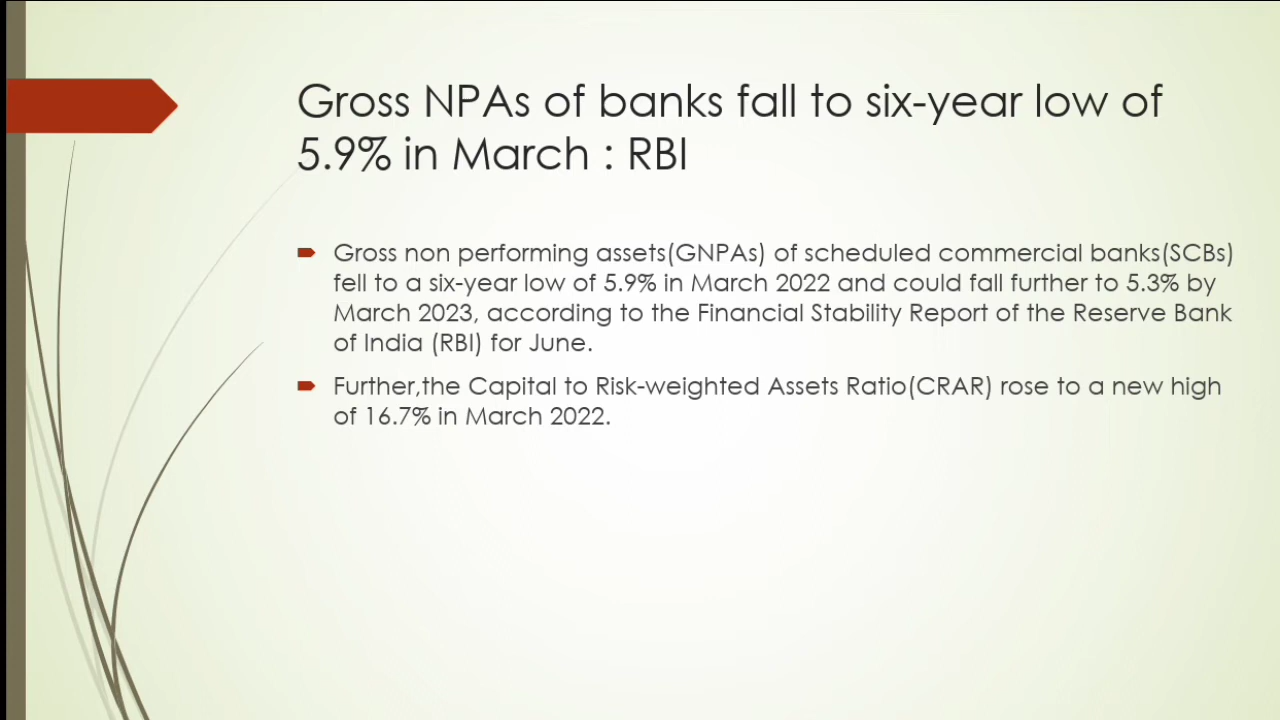 Gross NPAs of banks fall to six-year low of
5.9% in March : RBI
Gross non performing assets(GNPAs) of scheduled commercial banks(SCBs)
fell to a six-year low of 5.9% in March 2022 and could fall further to 5.3% by
March 2023, according to the Financial Stability Report of the Reserve Bank
of India (RBI) for June.
Further,the Capital to Risk-weighted Assets Ratio(CRAR) rose to a new high
of 16.7% in March 2022.